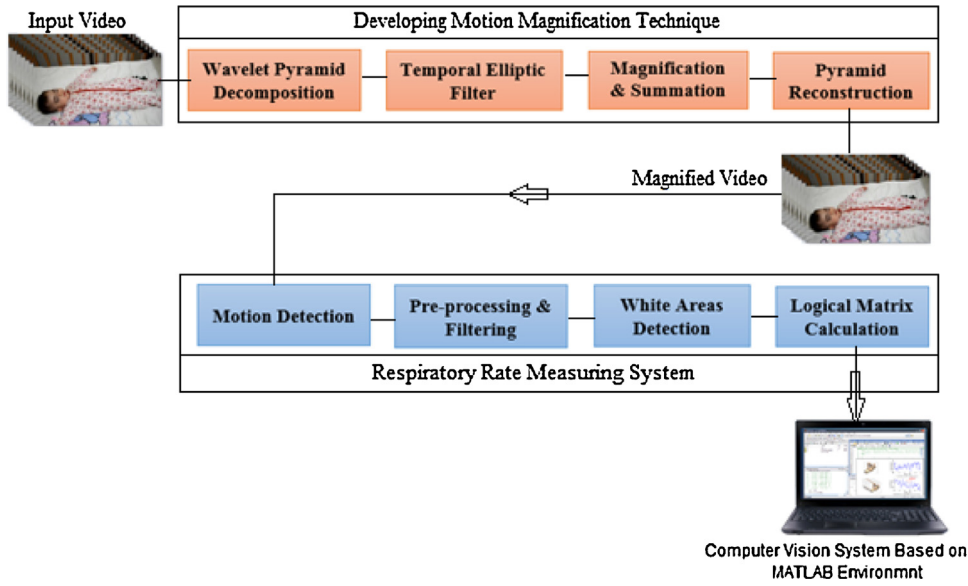 Input Video
Developing Motion Magnification Technique
Wavelet Pyramid
Decomposition
Temporal Elliptic
Filter
Magnification
& Summation
Pyramid
Reconstruction
Magnified Video
Motion Detection
Pre-processing &
Filtering
White Areas
Detection
Logical Matrix
Calculation
Respiratory Rate Measuring System
Computer Vision System Based on
MATLAB Environmnt